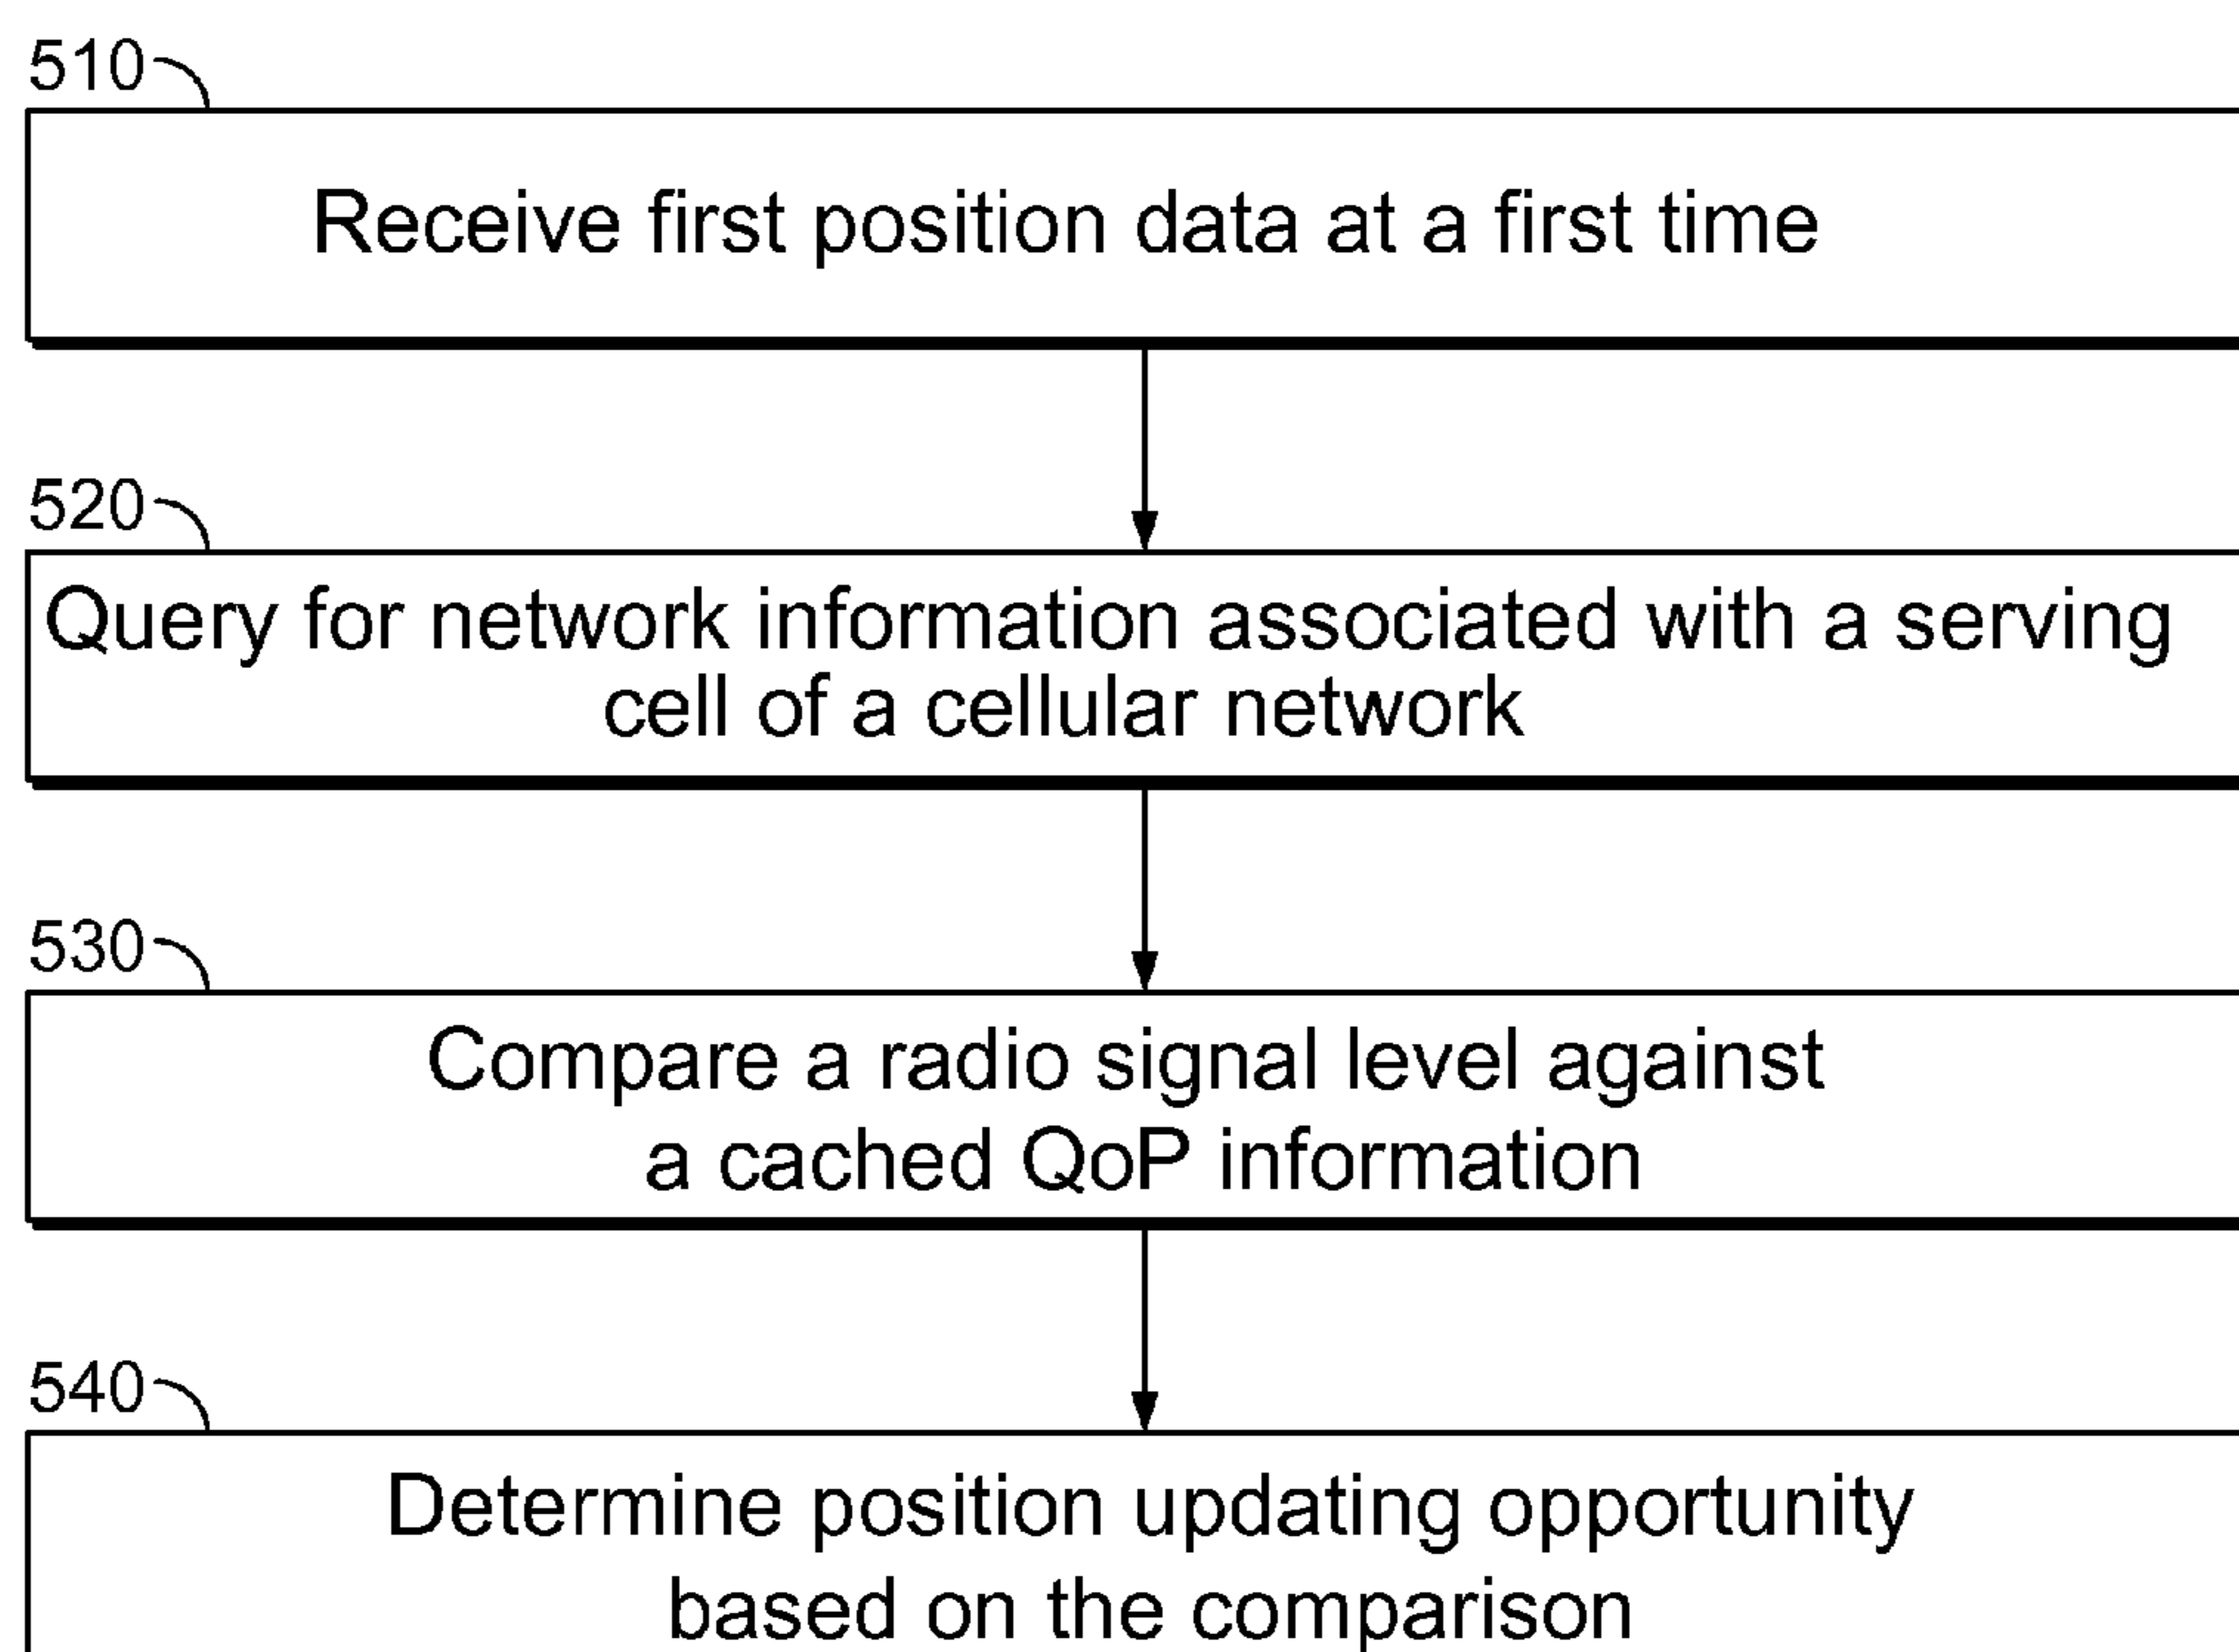 510
Receive first position data at a first time
520
Query for network information associated with a serving
cell of a cellular network
530
Compare a radio signal level against
a cached QoP information
540
Determine position updating opportunity
based on the comparison